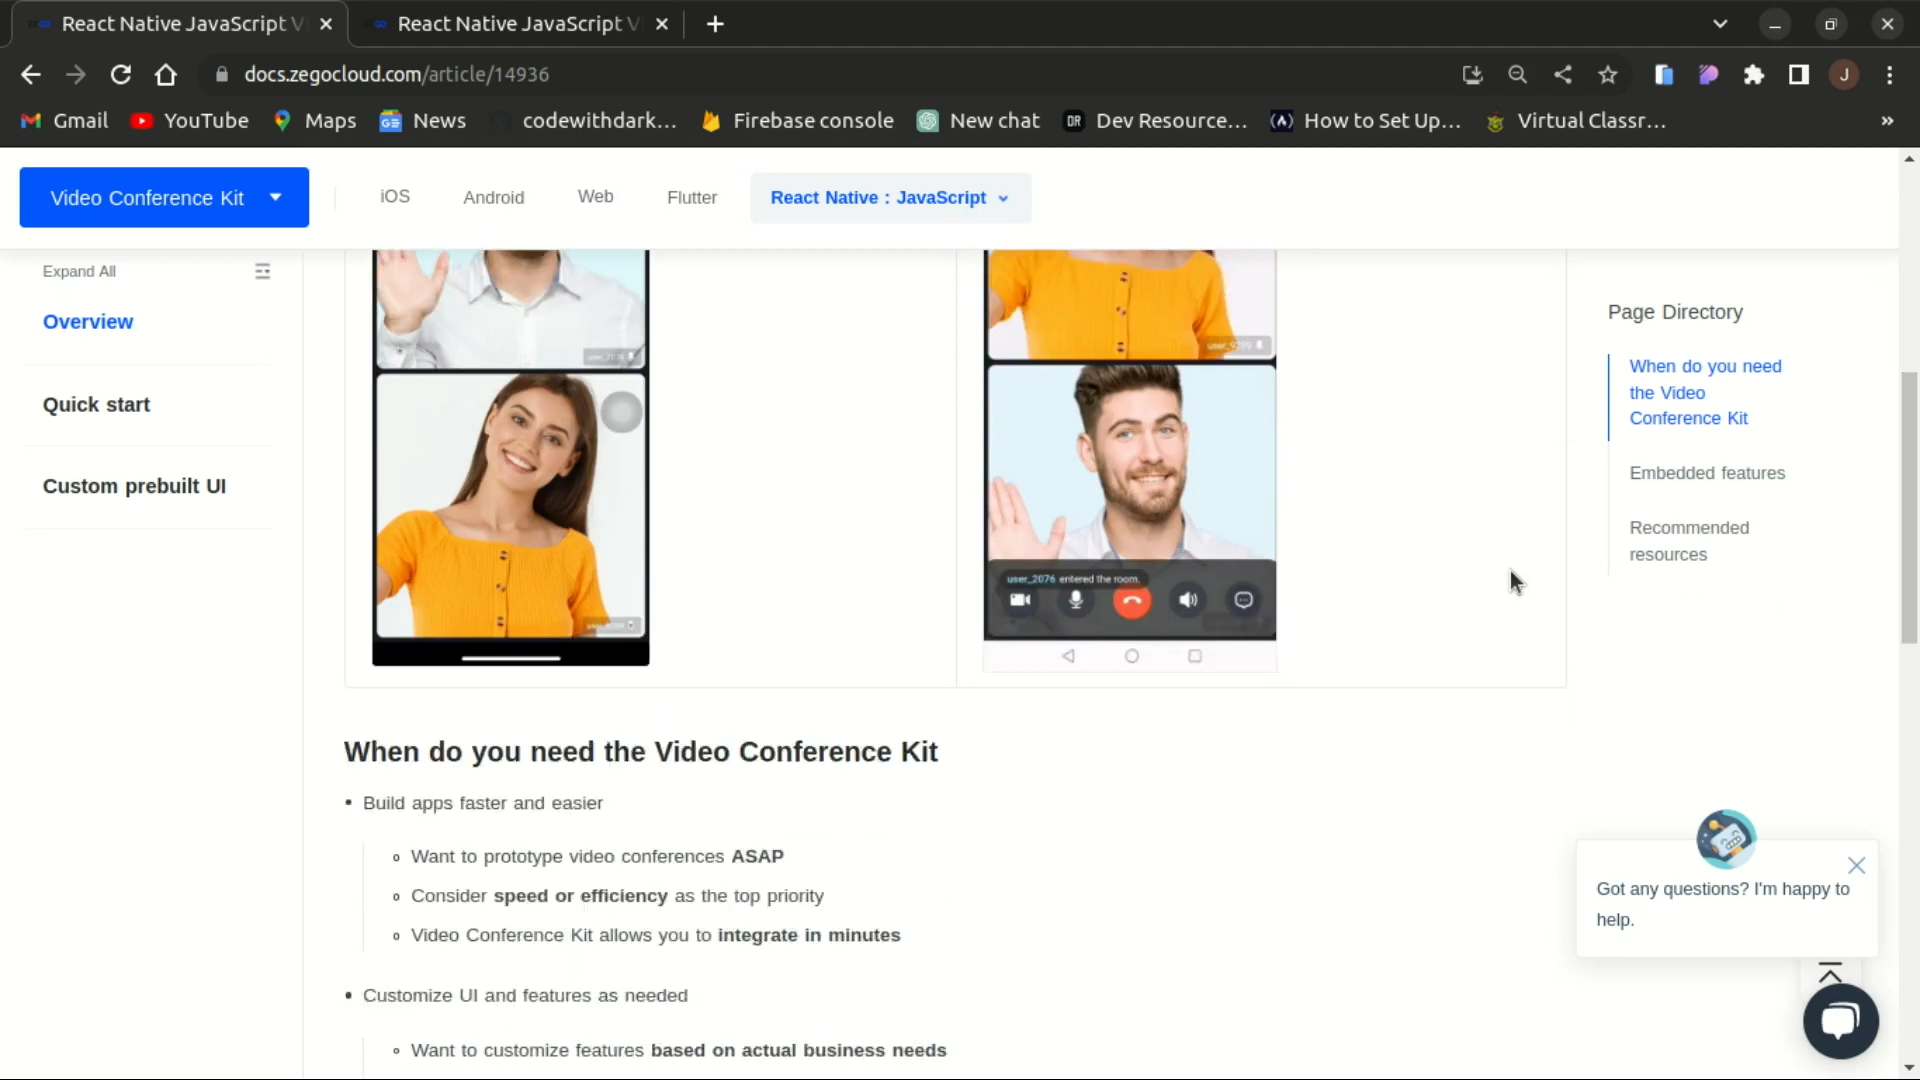 React Native JavaScript V
React Native JavaScript V
docs.zegocloud.com/article/14936
J
Gmail
YouTube
Maps
News
codewithdark...
Firebase console
New chat
Dev Resource...
How to Set Up...
Virtual Classr...
»
Video Conference Kit
iOS
Android
Web
Flutter
React Native : JavaScript
Expand All
Overview
Quick start
Custom prebuilt UI
user_2076
user_9299
user_2076 entered the room.
When do you need the Video Conference Kit
• Build apps faster and easier
Want to prototype video conferences ASAP
Consider speed or efficiency as the top priority
Video Conference Kit allows you to integrate in minutes
• Customize UI and features as needed
Want to customize features based on actual business needs
Page Directory
When do you need
the Video
Conference Kit
Embedded features
Recommended
resources
Got any questions? I'm happy to
help.